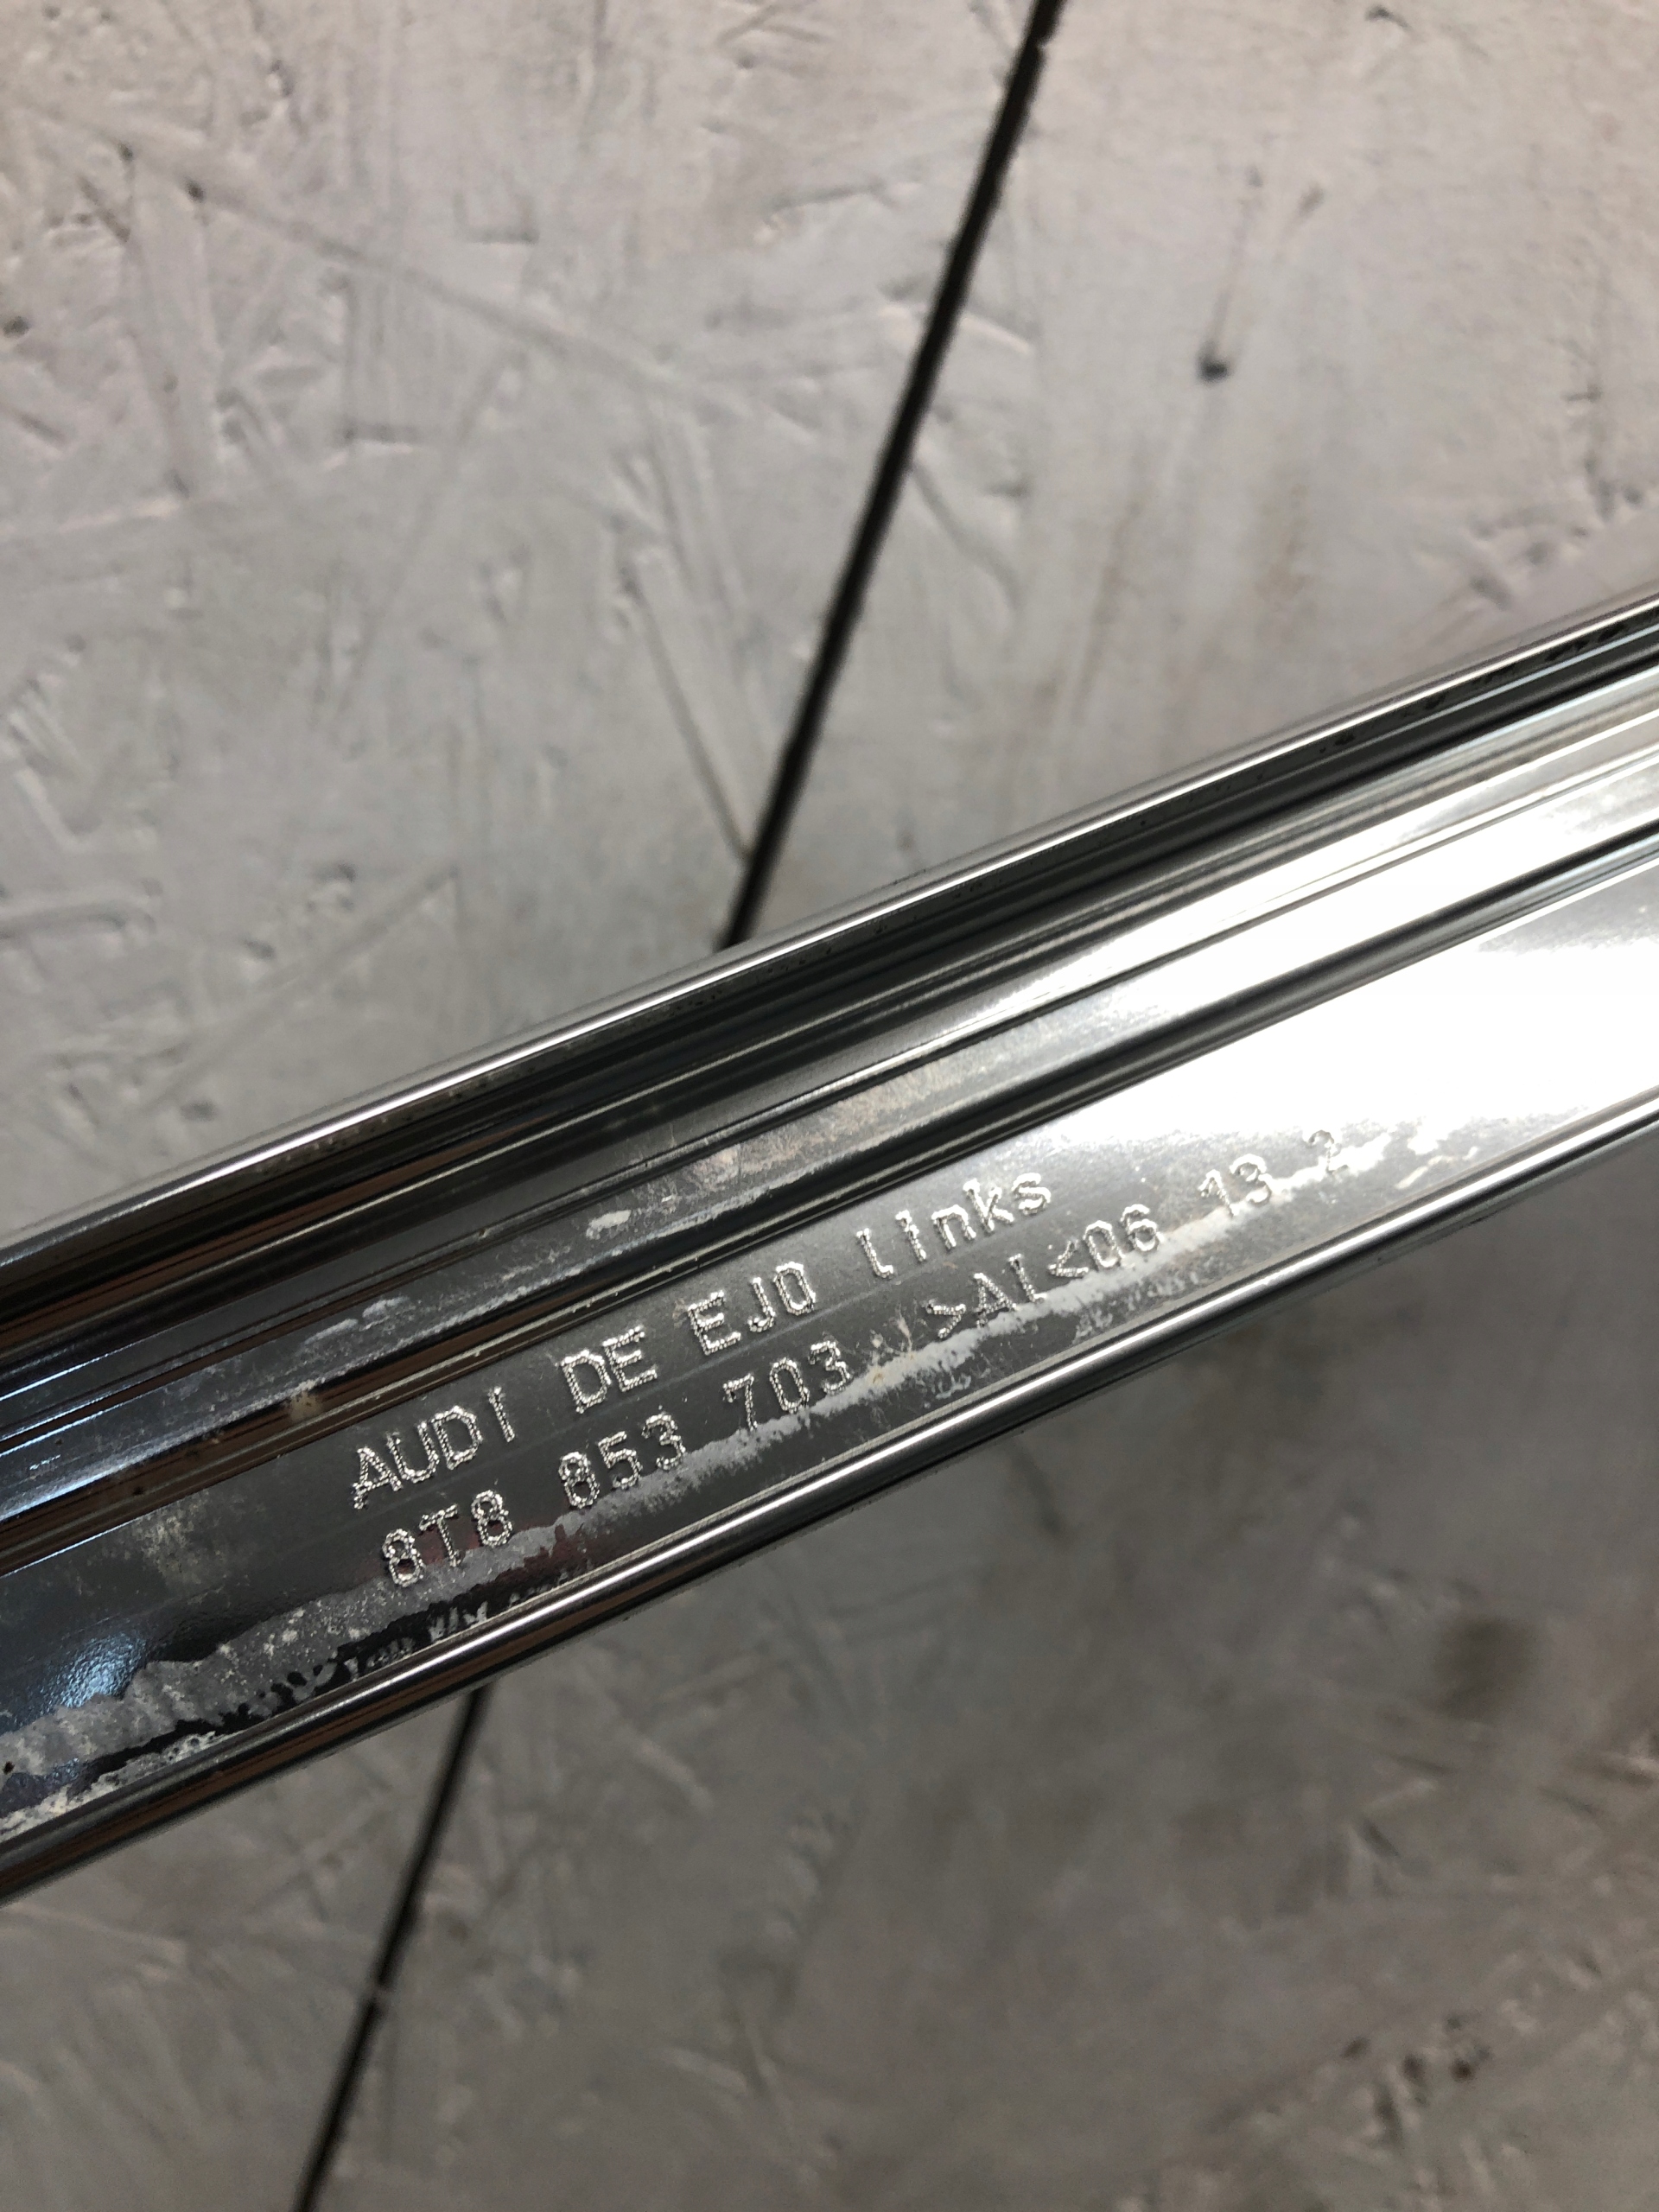 AUDI DE EJO links
8T8 853 703 >AL<06 13 2